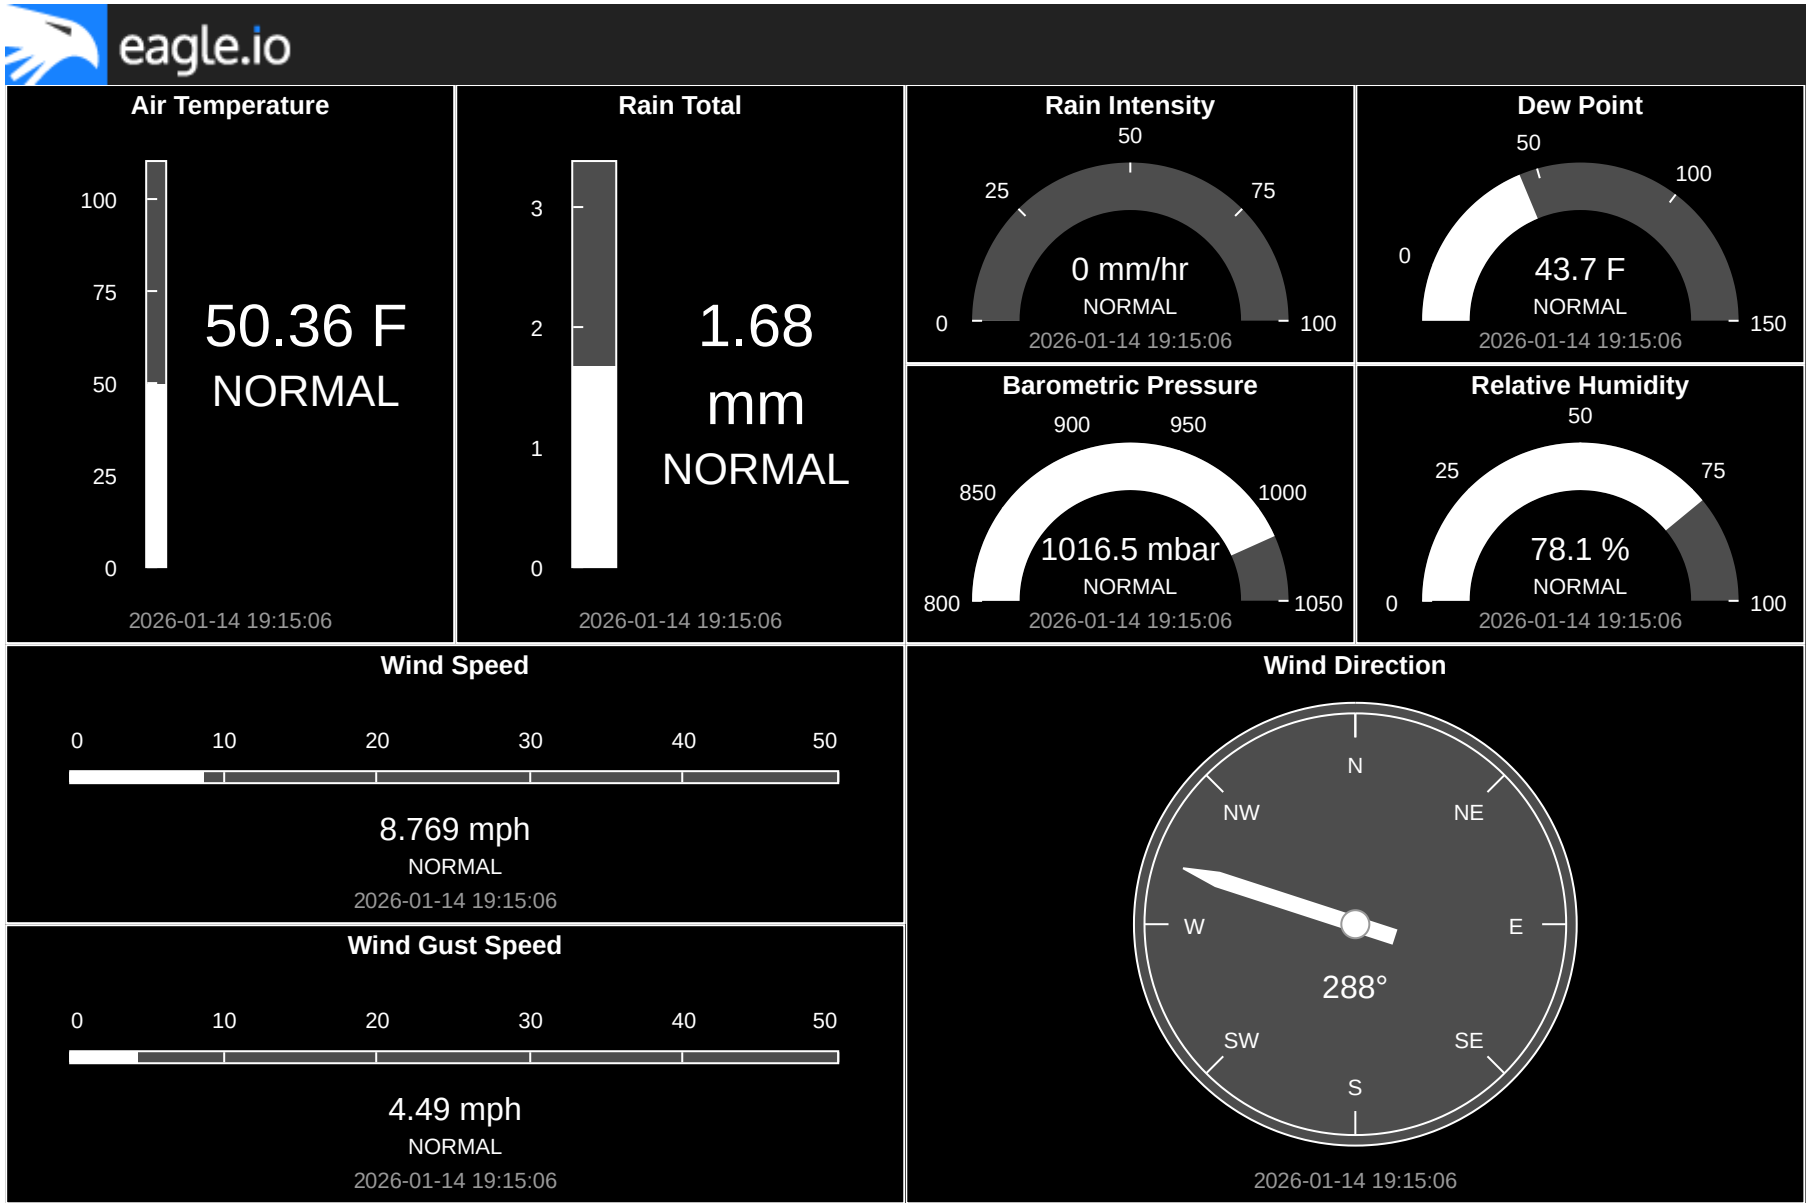 eagle.io
Air Temperature
100
75
50
25
0
50.36 F
NORMAL
2026-01-14 19:15:06
Rain Total
3
2
1
0
1.68
mm
NORMAL
2026-01-14 19:15:06
Rain Intensity
50
25
75
0
100
0 mm/hr
NORMAL
2026-01-14 19:15:06
Dew Point
50
100
0
150
43.7 F
NORMAL
2026-01-14 19:15:06
Barometric Pressure
900
950
850
1000
800
1050
1016.5 mbar
NORMAL
2026-01-14 19:15:06
Relative Humidity
50
25
75
0
100
78.1 %
NORMAL
2026-01-14 19:15:06
Wind Speed
0 10 20 30 40 50
8.769 mph
NORMAL
2026-01-14 19:15:06
Wind Gust Speed
0 10 20 30 40 50
4.49 mph
NORMAL
2026-01-14 19:15:06
Wind Direction
N
NW NE
W E
288°
SW SE
S
2026-01-14 19:15:06